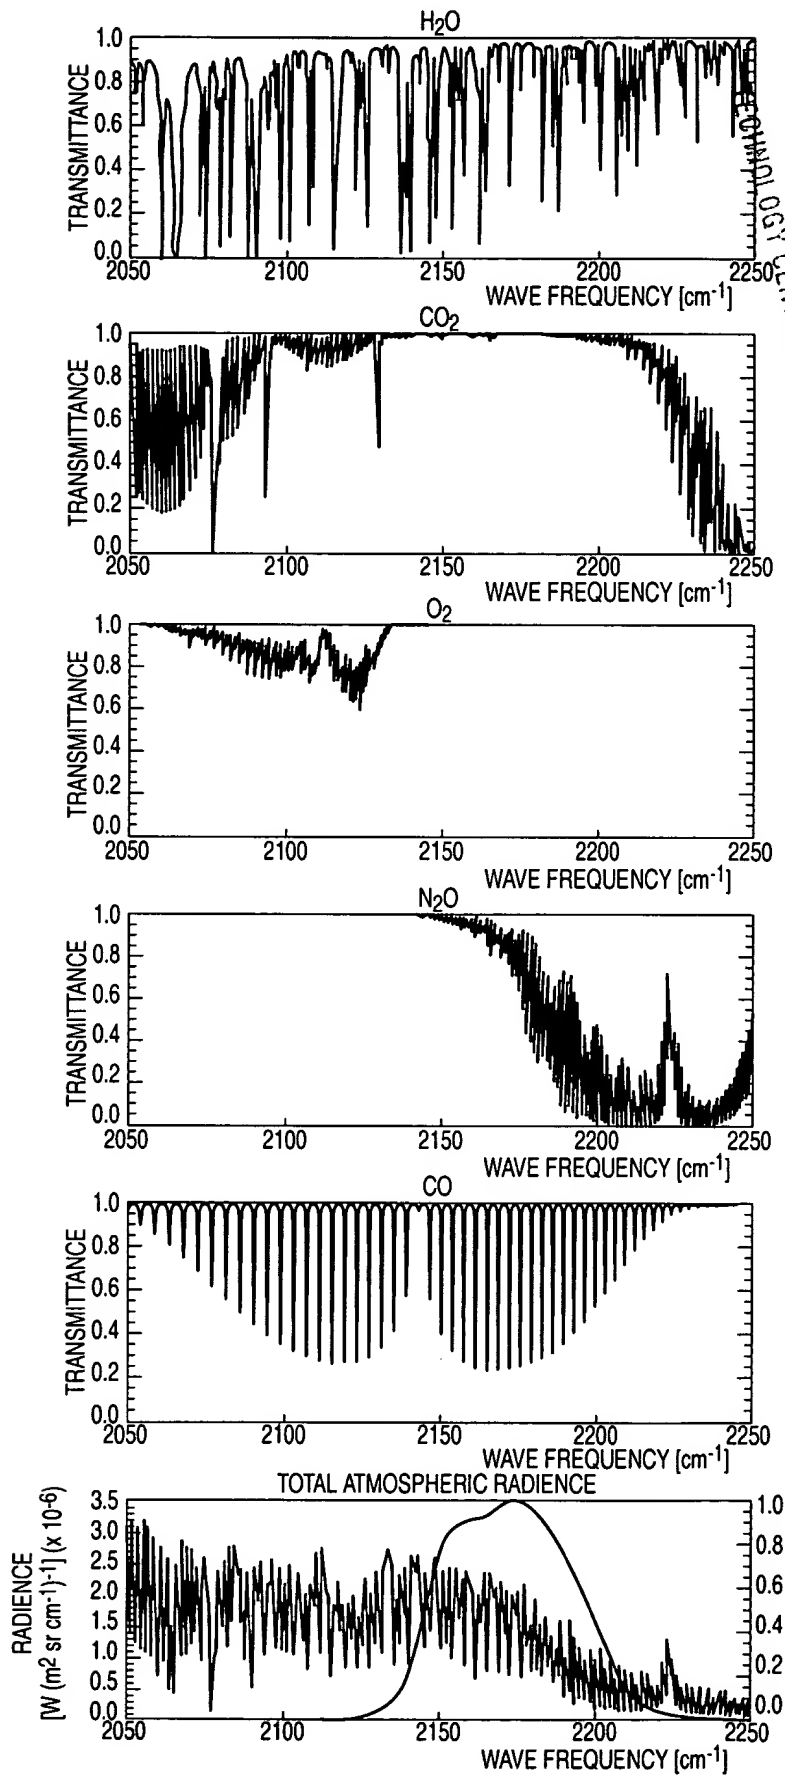 H₂O
TRANSMITTANCE
1.0
0.8
0.6
0.4
0.2
0.0
2050 2100 2150 2200 2250
WAVE FREQUENCY [cm⁻¹]
ECHNOLOGY
CO₂
TRANSMITTANCE
1.0
0.8
0.6
0.4
0.2
0.0
2050 2100 2150 2200 2250
WAVE FREQUENCY [cm⁻¹]
O₂
TRANSMITTANCE
1.0
0.8
0.6
0.4
0.2
0.0
2050 2100 2150 2200 2250
WAVE FREQUENCY [cm⁻¹]
N₂O
TRANSMITTANCE
1.0
0.8
0.6
0.4
0.2
0.0
2050 2100 2150 2200 2250
WAVE FREQUENCY [cm⁻¹]
CO
TRANSMITTANCE
1.0
0.8
0.6
0.4
0.2
0.0
2050 2100 2150 2200 2250
WAVE FREQUENCY [cm⁻¹]
TOTAL ATMOSPHERIC RADIENCE
RADIENCE
[W (m² sr cm⁻¹)⁻¹] (x 10⁻⁶)
3.5
3.0
2.5
2.0
1.5
1.0
0.5
0.0
1.0
0.8
0.6
0.4
0.2
0.0
2050 2100 2150 2200 2250
WAVE FREQUENCY [cm⁻¹]